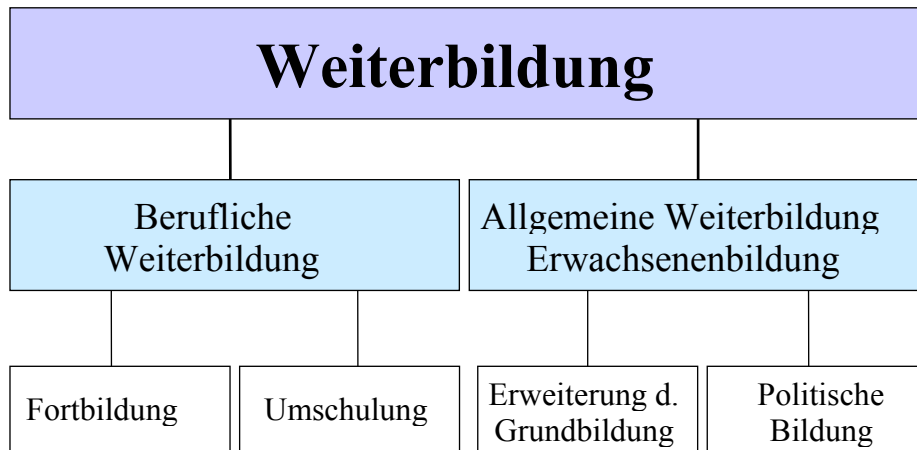 Weiterbildung
Berufliche
Weiterbildung
Allgemeine Weiterbildung
Erwachsenenbildung
Fortbildung
Umschulung
Erweiterung d.
Grundbildung
Politische
Bildung